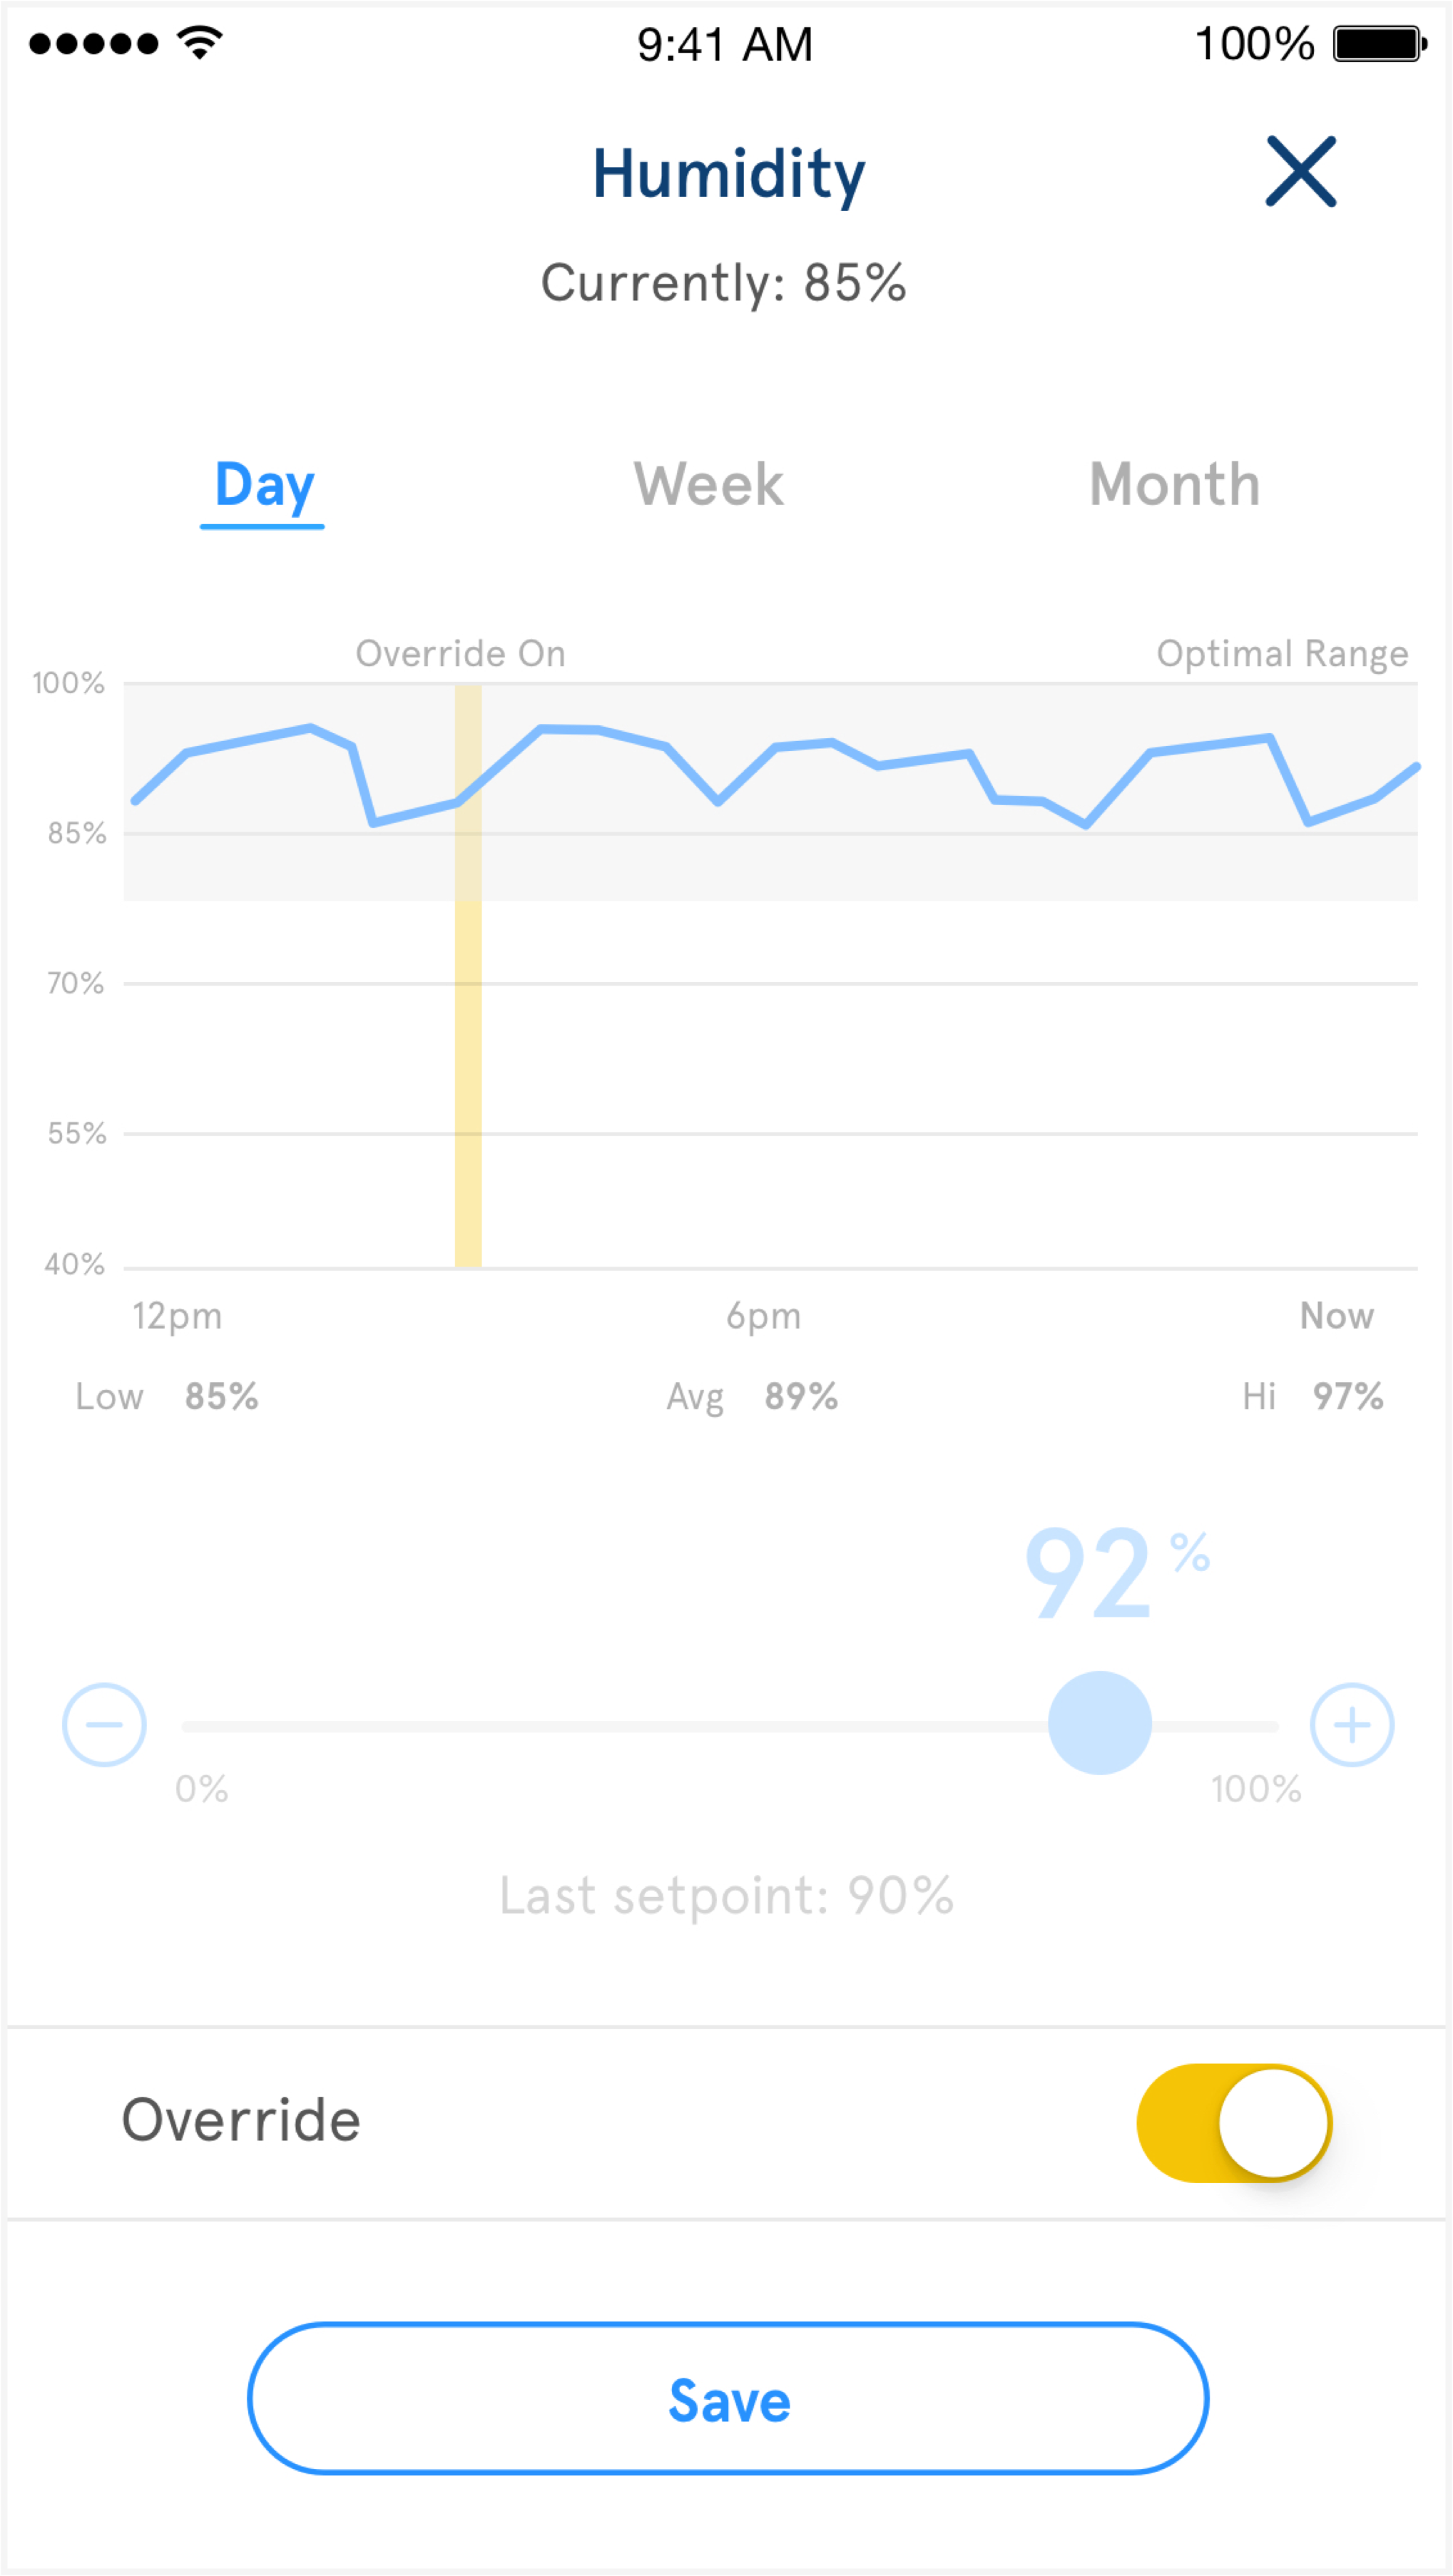 9:41 AM 100%
Humidity
Currently: 85%
Day Week Month
Override On Optimal Range
100%
85%
70%
55%
40%
12pm 6pm Now
Low 85% Avg 89% Hi 97%
92 %
0% 100%
Last setpoint: 90%
Override
Save